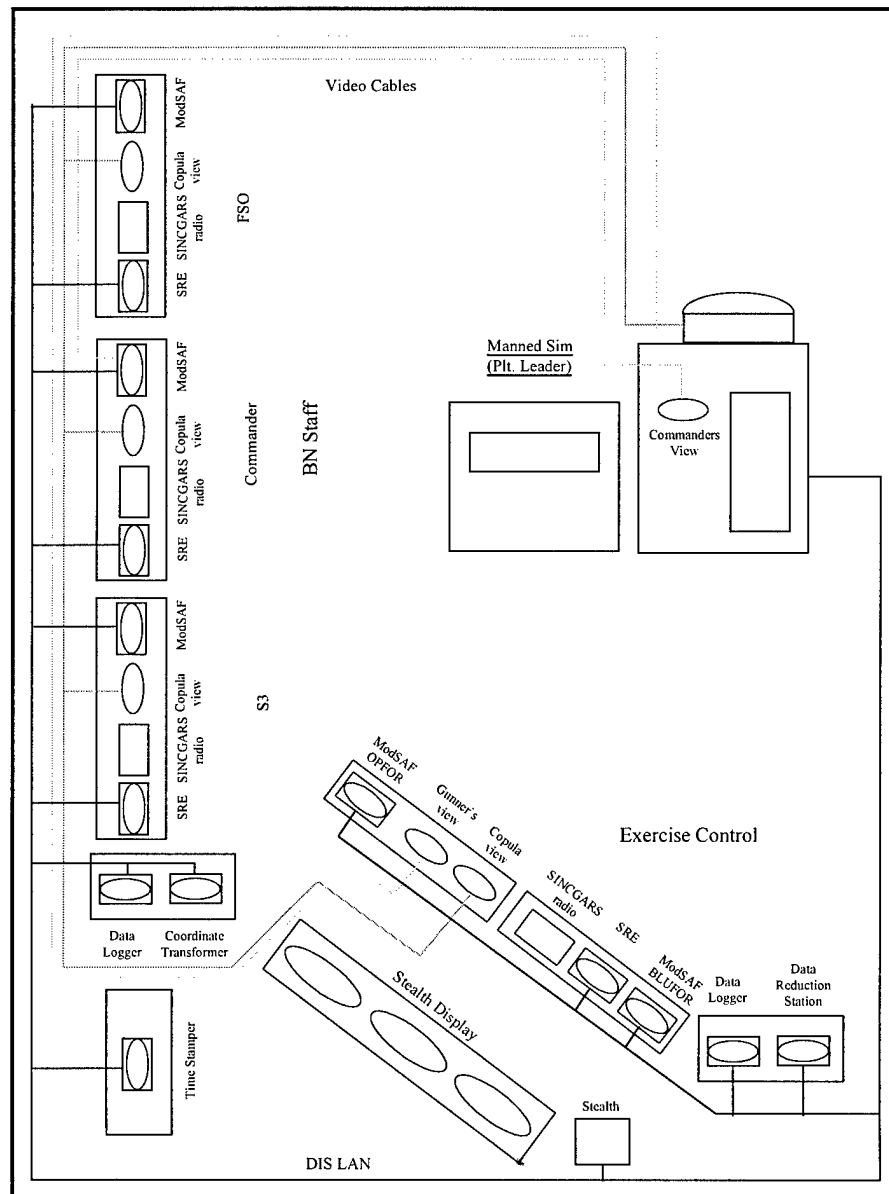 Video Cables
ModSAF
Copula
view
SINCGARS
radio
SRE
FSO
ModSAF
Copula
view
SINCGARS
radio
SRE
Commander
BN Staff
ModSAF
Copula
view
SINCGARS
radio
SRE
S3
Manned Sim
(Plt. Leader)
Commanders
View
ModSAF
OPFOR
Gunner's
view
Copula
view
SINCGARS
radio
SRE
ModSAF
BLUFOR
Exercise Control
Data
Logger
Coordinate
Transformer
Stealth Display
Data
Logger
Data
Reduction
Station
Time Stamper
Stealth
DIS LAN